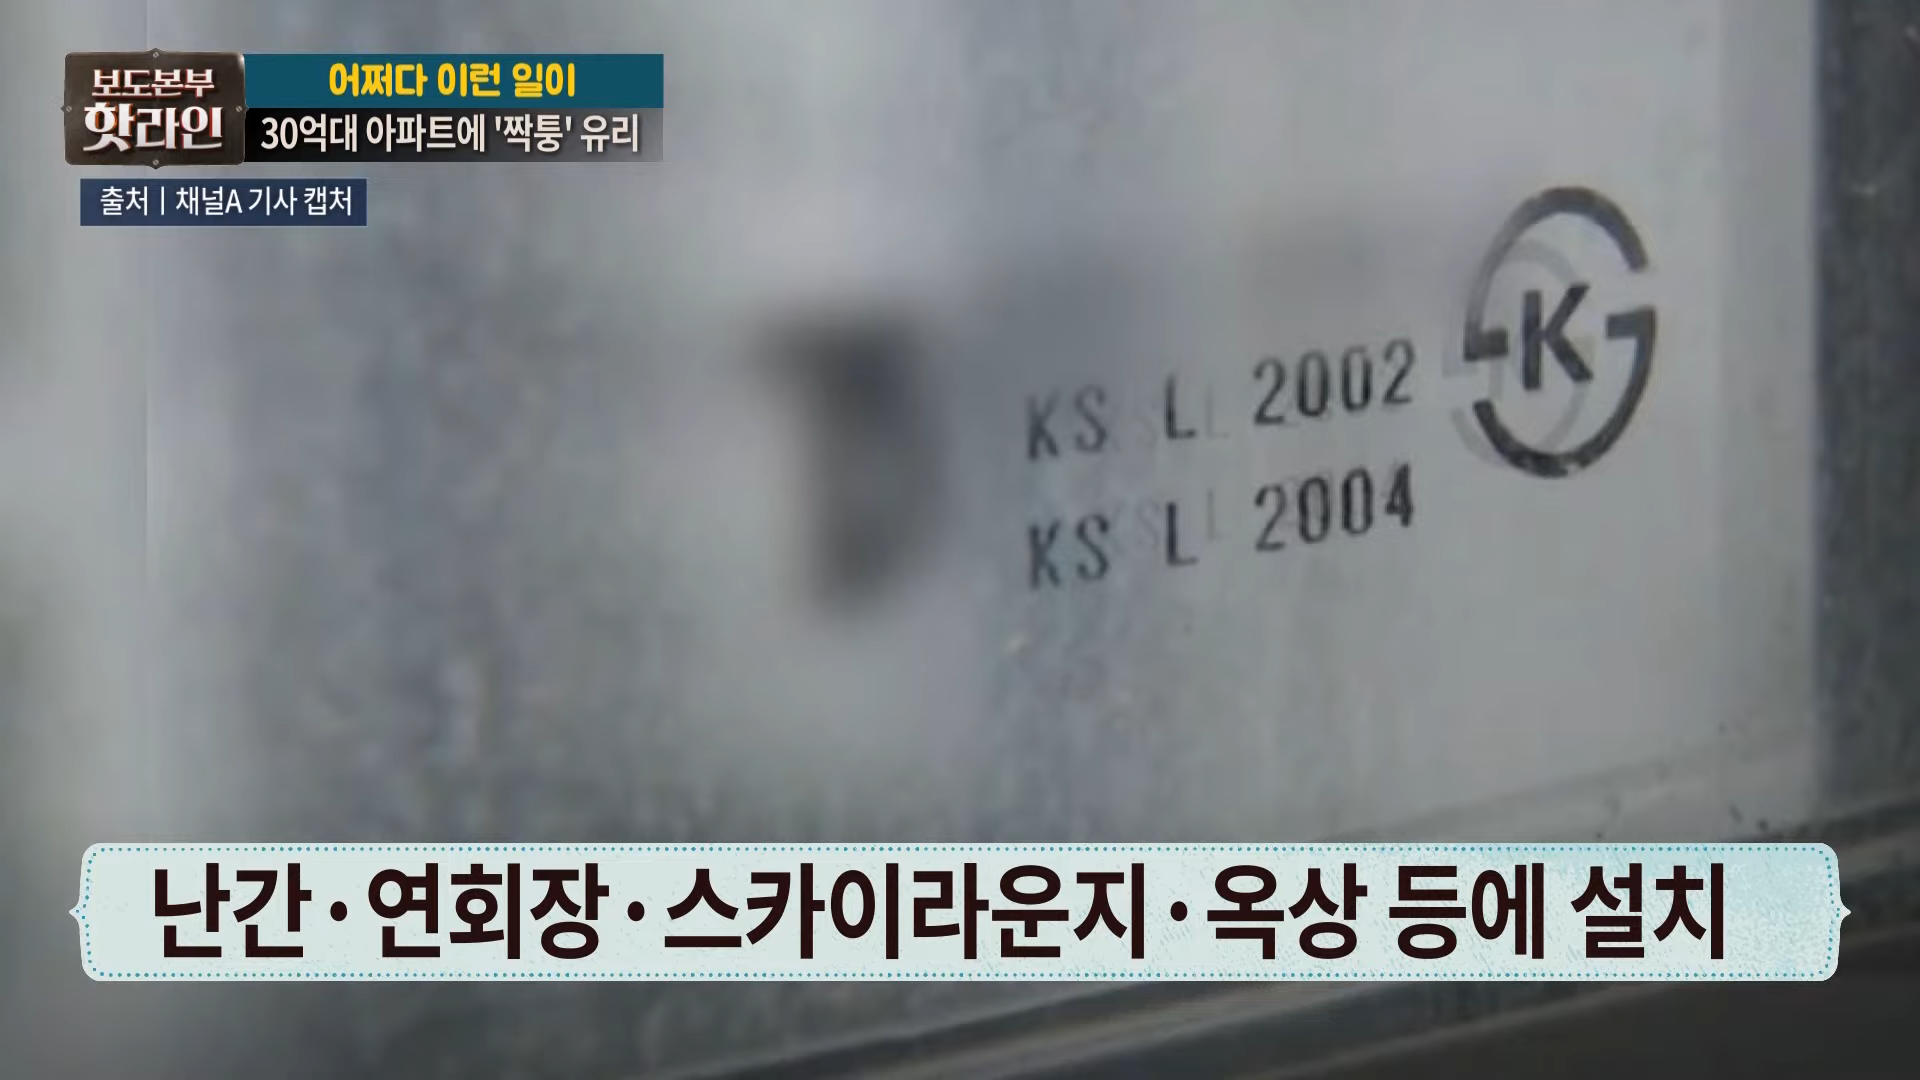 보도본부
핫라인
어쩌다 이런 일이
30억대 아파트에 '짝퉁' 유리
출처 | 채널A 기사 캡처
K
KS L 2002
KS L 2004
난간·연회장·스카이라운지·옥상 등에 설치